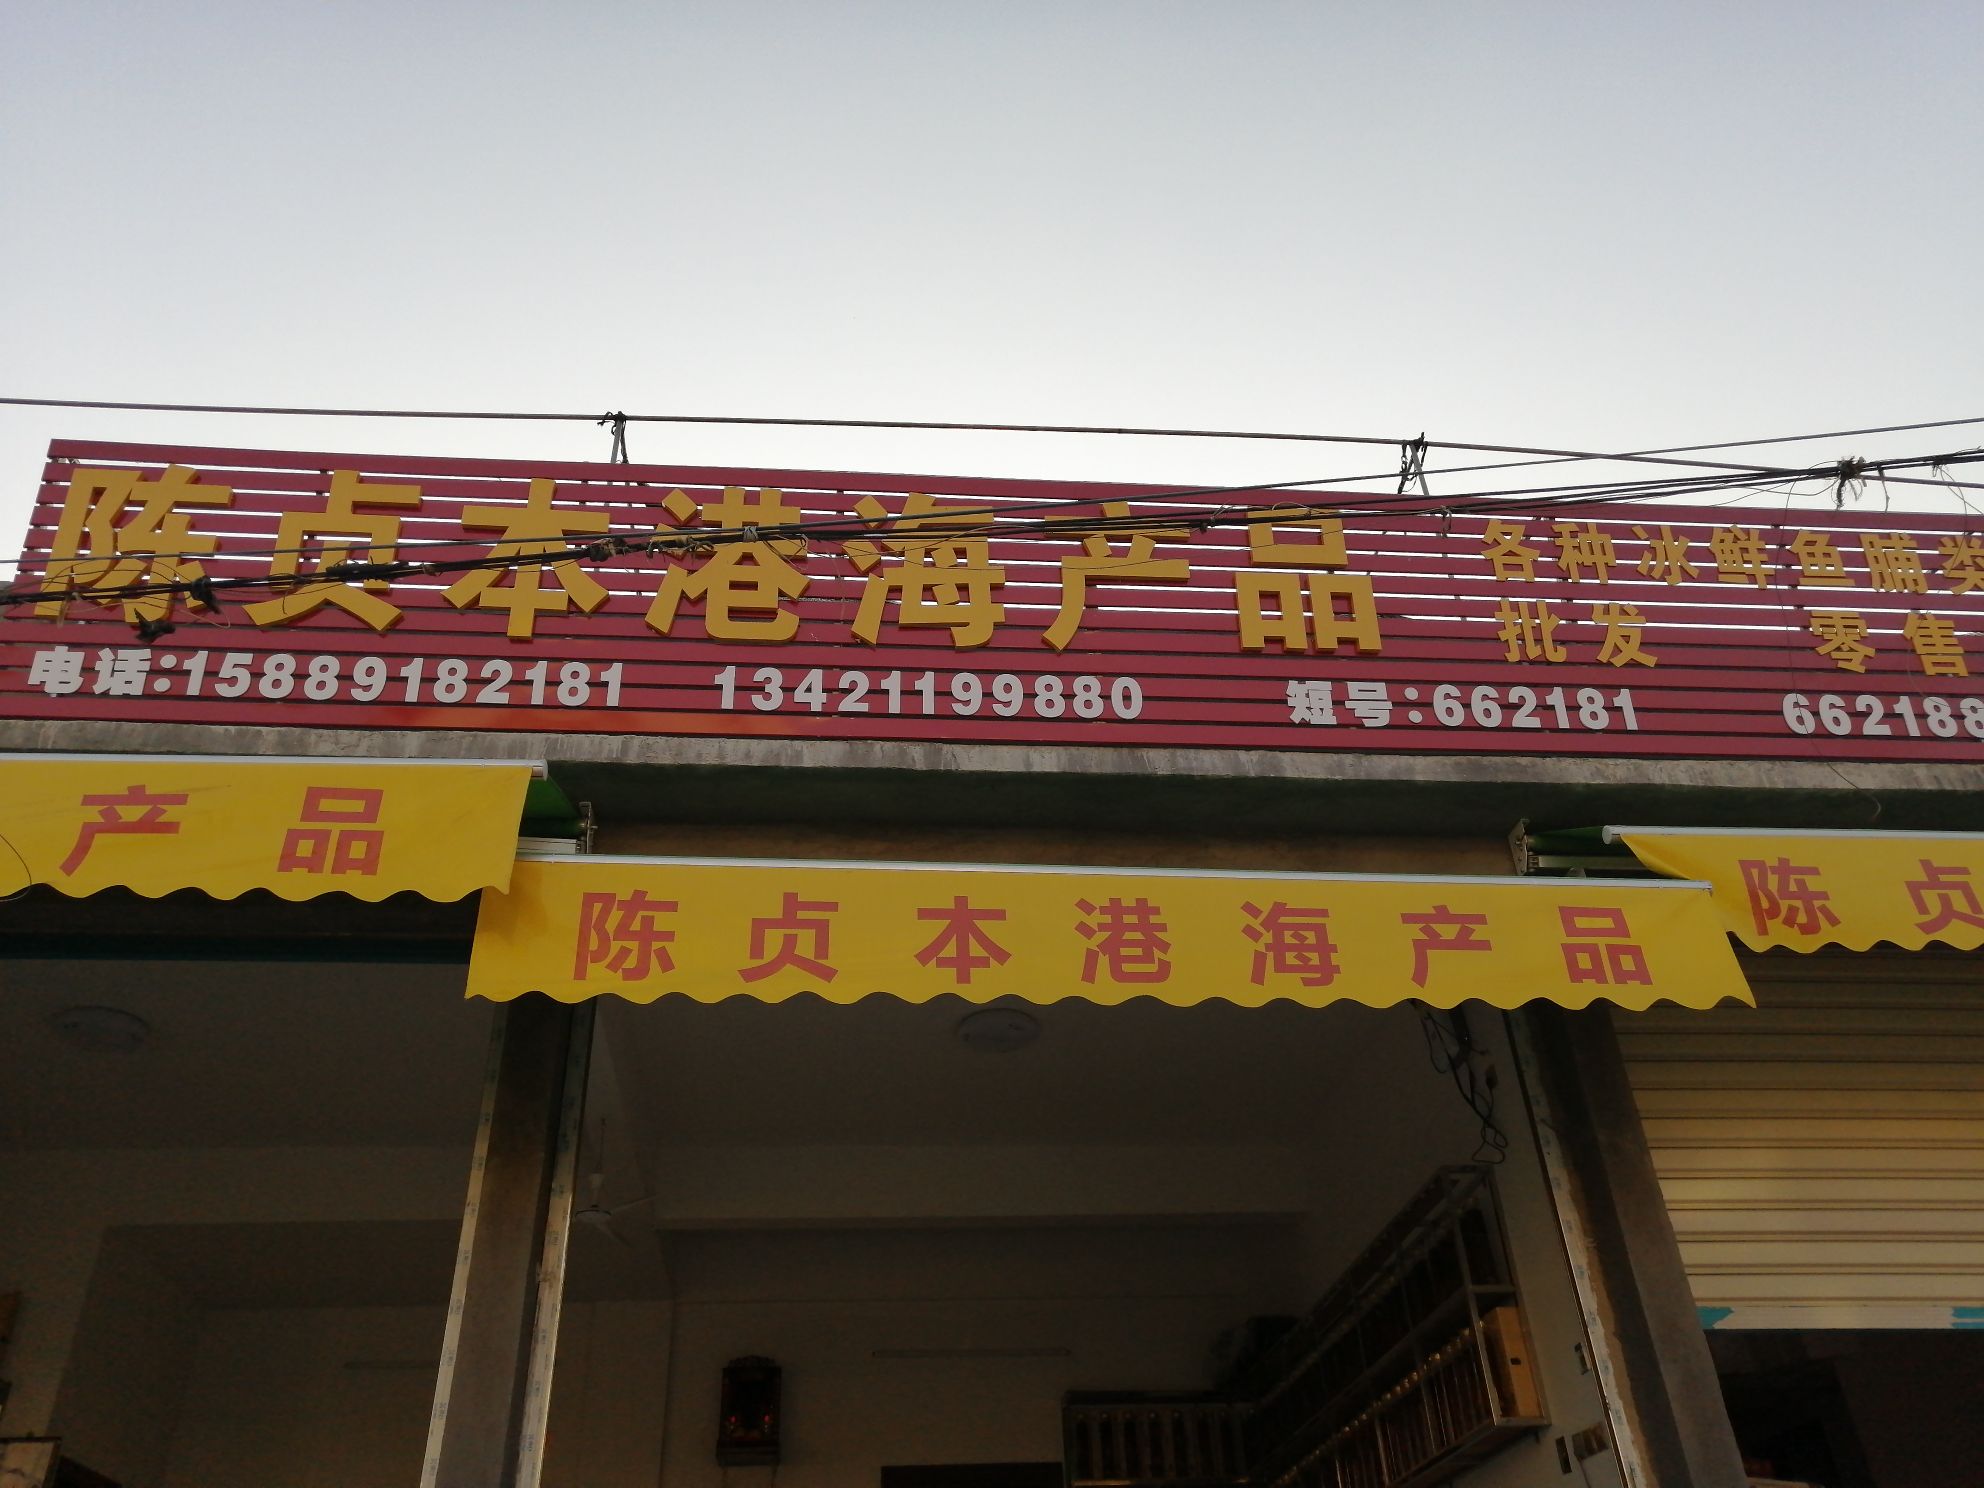 陈贞本港海产品
各种冰鲜鱼脯类
批发 零售
电话:15889182181 13421199880 短号:662181 662188
产品
陈贞本港海产品
陈贞